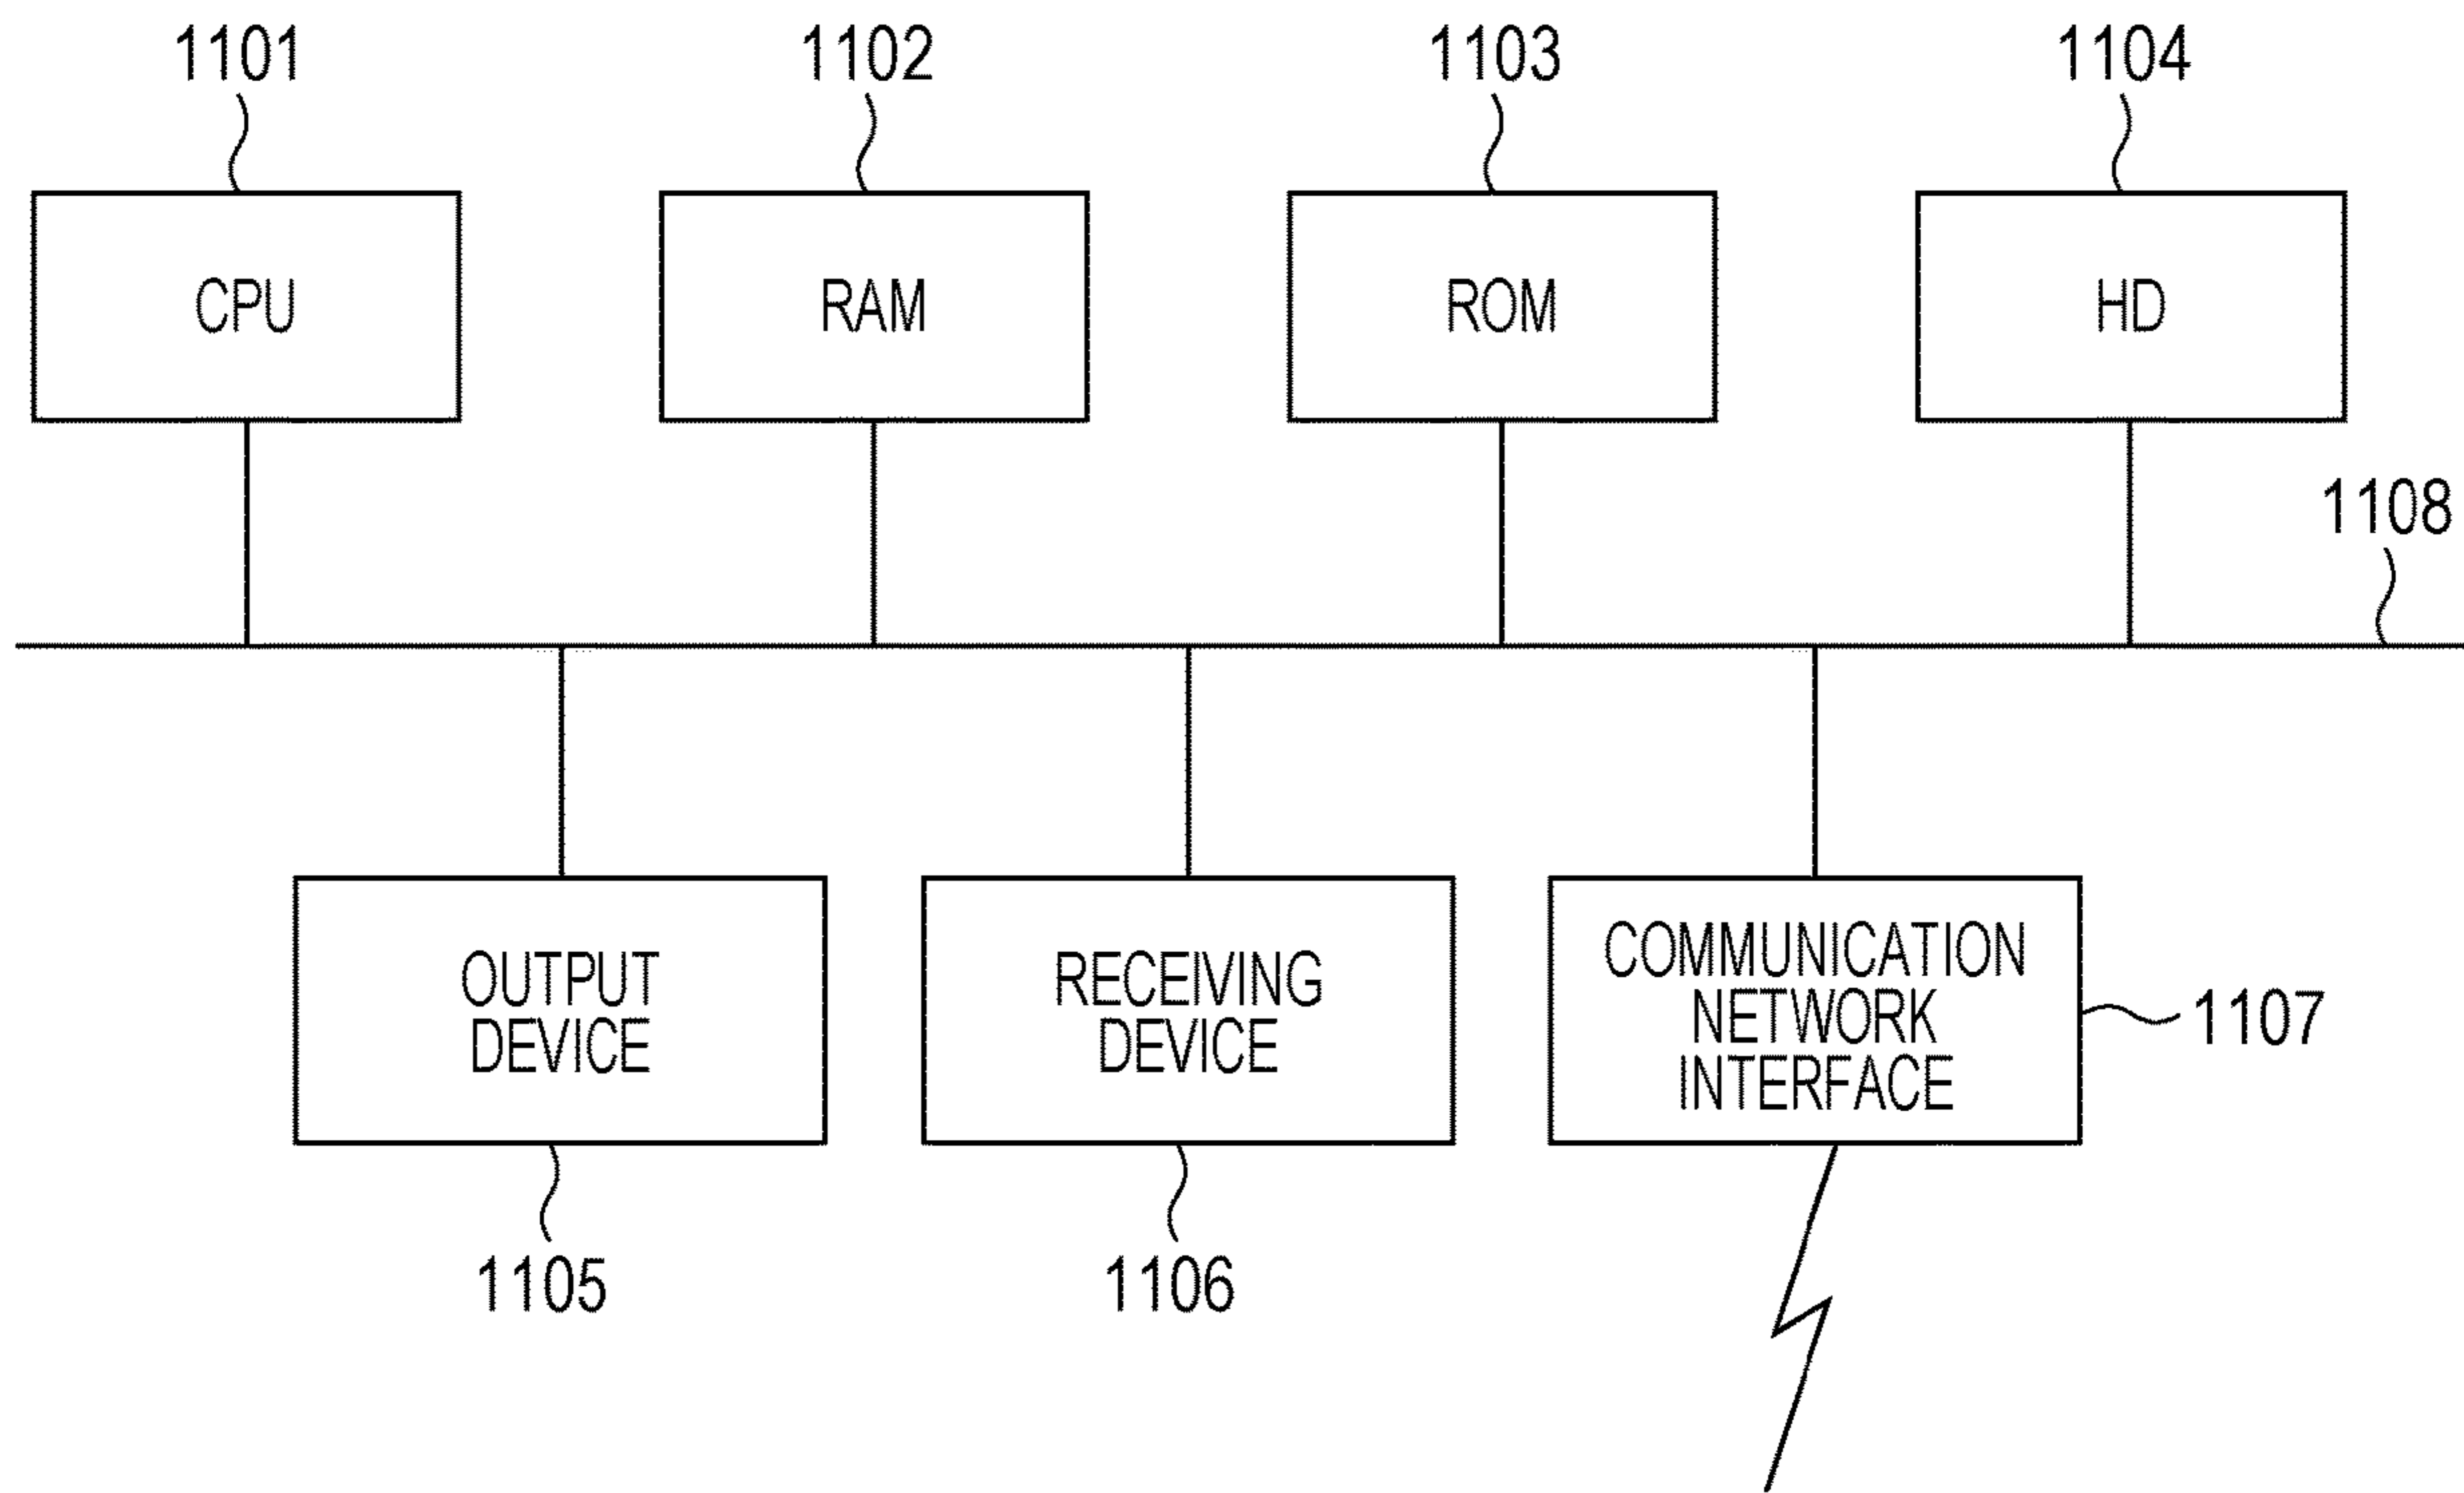 1101
1102
1103
1104
CPU
RAM
ROM
HD
1108
OUTPUT
DEVICE
RECEIVING
DEVICE
COMMUNICATION
NETWORK
INTERFACE
1107
1105
1106